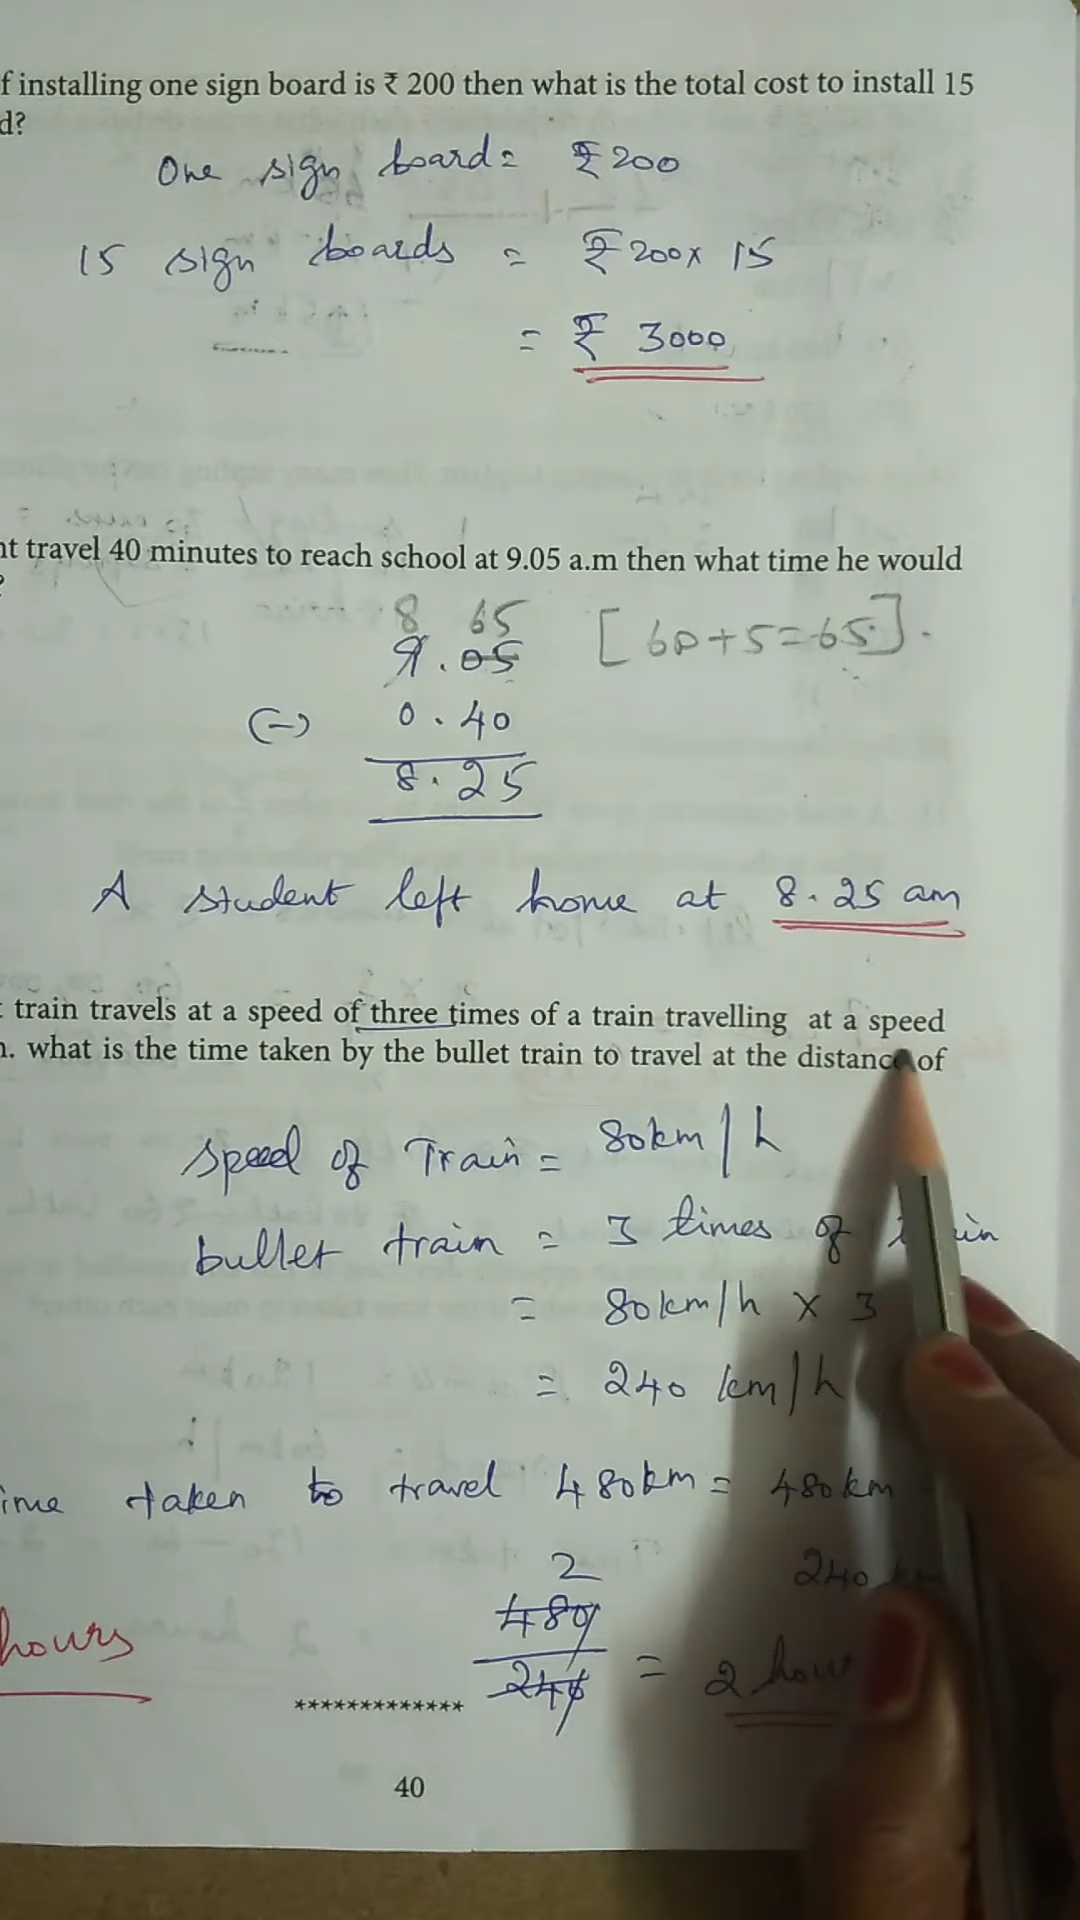 f installing one sign board is ₹ 200 then what is the total cost to install 15
d?
One sign board = ₹200
15 sign boards = ₹200 x 15
= ₹ 3000
nt travel 40 minutes to reach school at 9.05 a.m then what time he would
?
8 65 [60+5=65].
9.05
(-) 0.40
8.25
A student left home at 8.25 am
train travels at a speed of three times of a train travelling at a speed
. what is the time taken by the bullet train to travel at the distance of
Speed of Train = 80km/h
bullet train = 3 times of
= 80km/h x 3
= 240 km/h
ime taken to travel 480km = 480km
240
2
480
240 = 2 hour
hours
*************
40